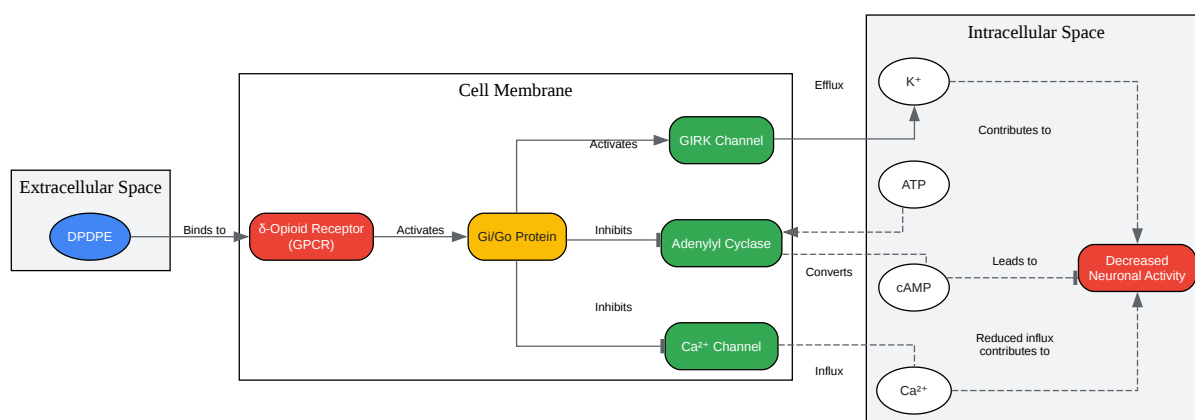 Intracellular Space
Cell Membrane
Extracellular Space
DPDPE
Binds to
δ-Opioid Receptor
(GPCR)
Activates
Gi/Go Protein
Activates
GIRK Channel
Efflux
K⁺
Contributes to
ATP
Inhibits
Adenylyl Cyclase
Converts
cAMP
Leads to
Decreased
Neuronal Activity
Inhibits
Ca²⁺ Channel
Influx
Ca²⁺
Reduced influx
contributes to